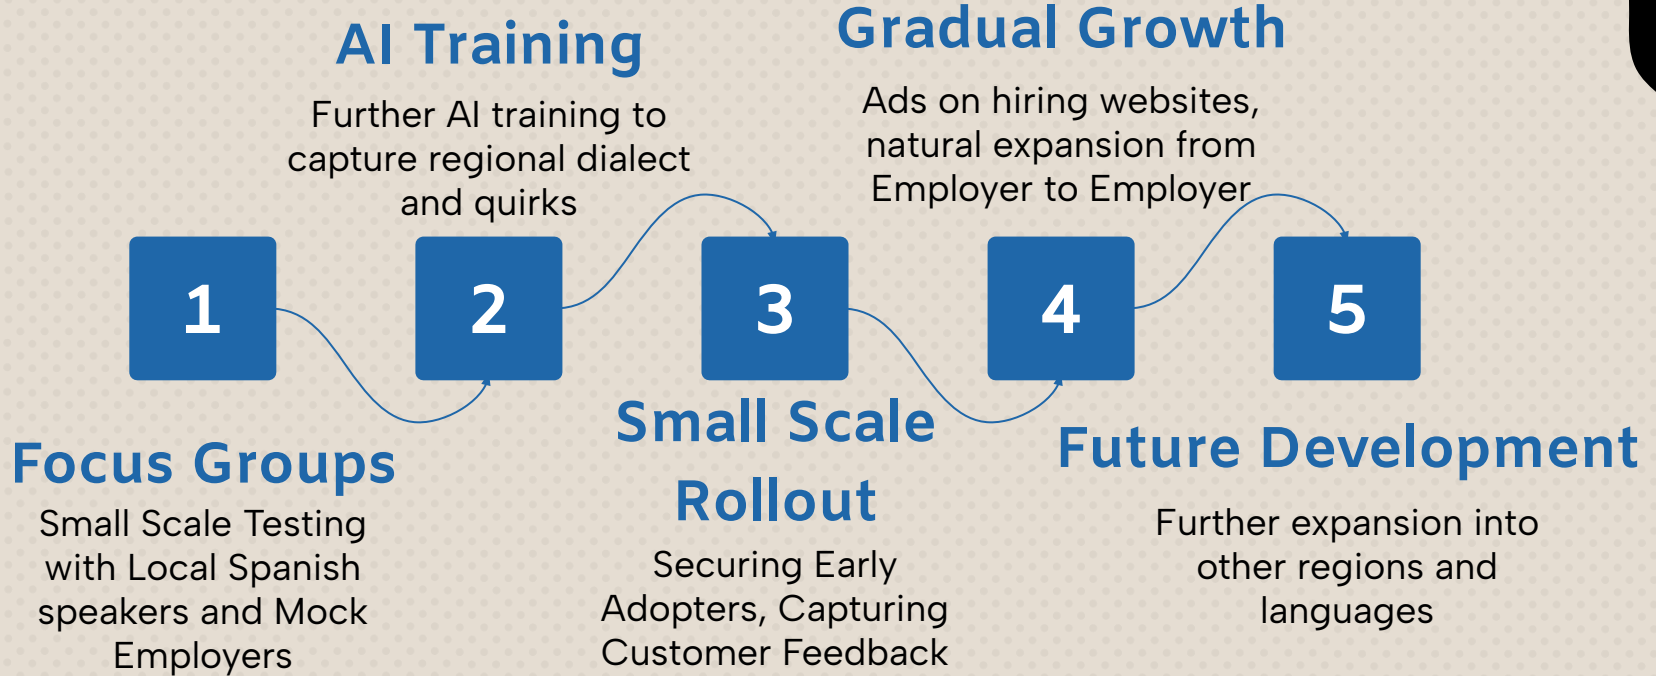 AI Training
Further AI training to
capture regional dialect
and quirks
Gradual Growth
Ads on hiring websites,
natural expansion from
Employer to Employer
1
2
3
4
5
Focus Groups
Small Scale Testing
with Local Spanish
speakers and Mock
Employers
Small Scale
Rollout
Securing Early
Adopters, Capturing
Customer Feedback
Future Development
Further expansion into
other regions and
languages